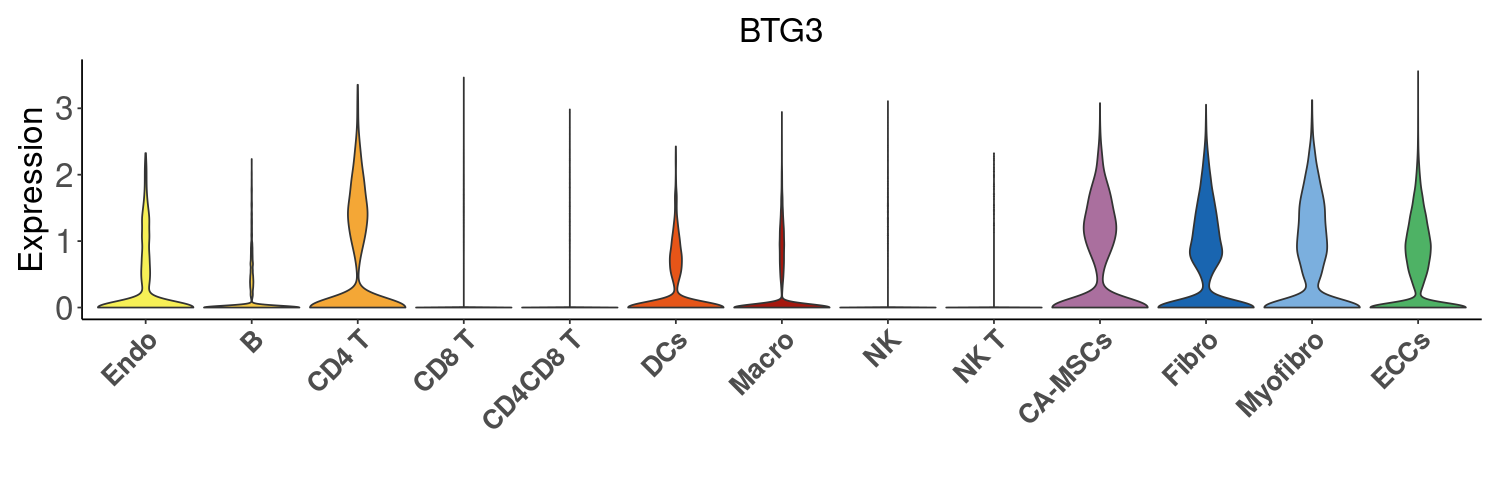 BTG3
Expression
3
2
1
0
Endo
B
CD4 T
CD8 T
CD4CD8 T
DCs
Macro
NK
NK T
CA-MSCs
Fibro
Myofibro
ECCs